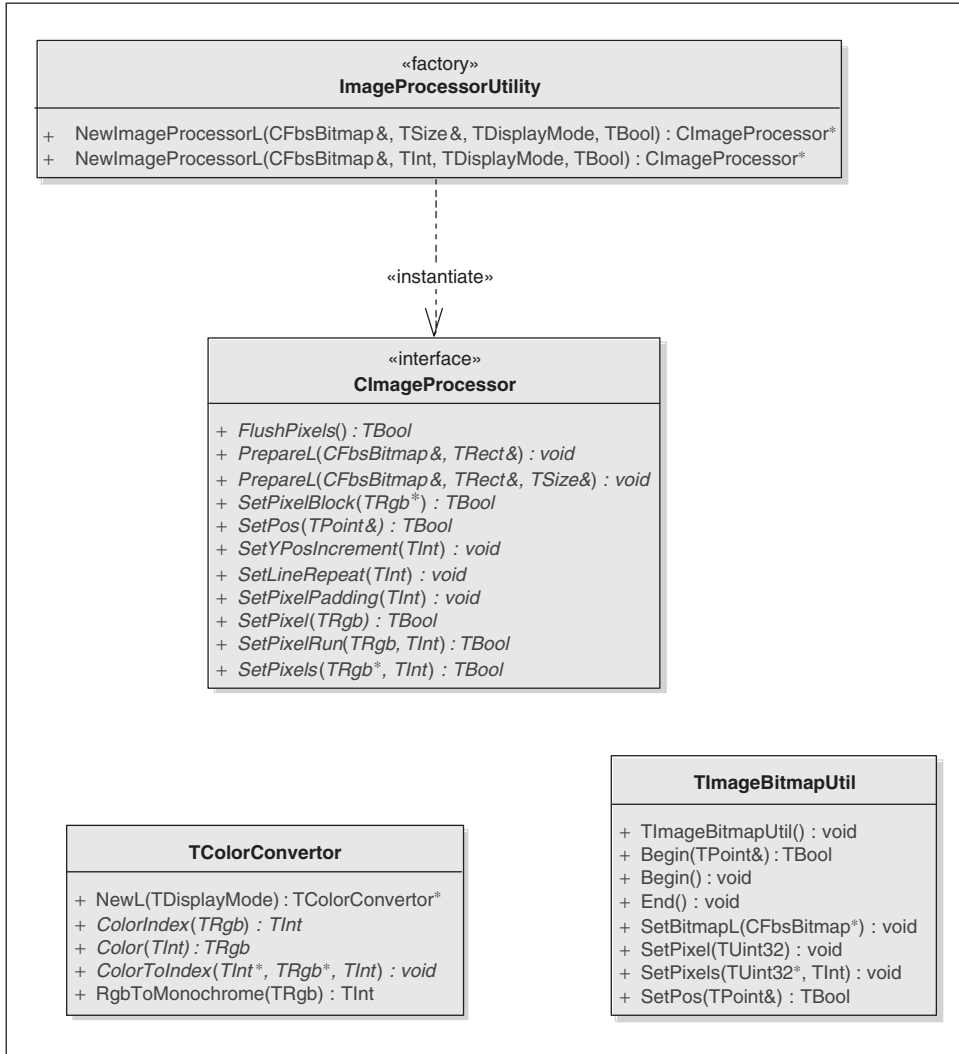 «factory»
ImageProcessorUtility
+ NewImageProcessorL(CFbsBitmap&, TSize&, TDisplayMode, TBool) : CImageProcessor*
+ NewImageProcessorL(CFbsBitmap&, TInt, TDisplayMode, TBool) : CImageProcessor*
«instantiate»
«interface»
CImageProcessor
+ FlushPixels() : TBool
+ PrepareL(CFbsBitmap&, TRect&) : void
+ PrepareL(CFbsBitmap&, TRect&, TSize&) : void
+ SetPixelBlock(TRgb*) : TBool
+ SetPos(TPoint&) : TBool
+ SetYPosIncrement(TInt) : void
+ SetLineRepeat(TInt) : void
+ SetPixelPadding(TInt) : void
+ SetPixel(TRgb) : TBool
+ SetPixelRun(TRgb, TInt) : TBool
+ SetPixels(TRgb*, TInt) : TBool
TColorConvertor
+ NewL(TDisplayMode) : TColorConvertor*
+ ColorIndex(TRgb) : TInt
+ Color(TInt) : TRgb
+ ColorToIndex(TInt*, TRgb*, TInt) : void
+ RgbToMonochrome(TRgb) : TInt
TImageBitmapUtil
+ TImageBitmapUtil() : void
+ Begin(TPoint&) : TBool
+ Begin() : void
+ End() : void
+ SetBitmapL(CFbsBitmap*) : void
+ SetPixel(TUint32) : void
+ SetPixels(TUint32*, TInt) : void
+ SetPos(TPoint&) : TBool